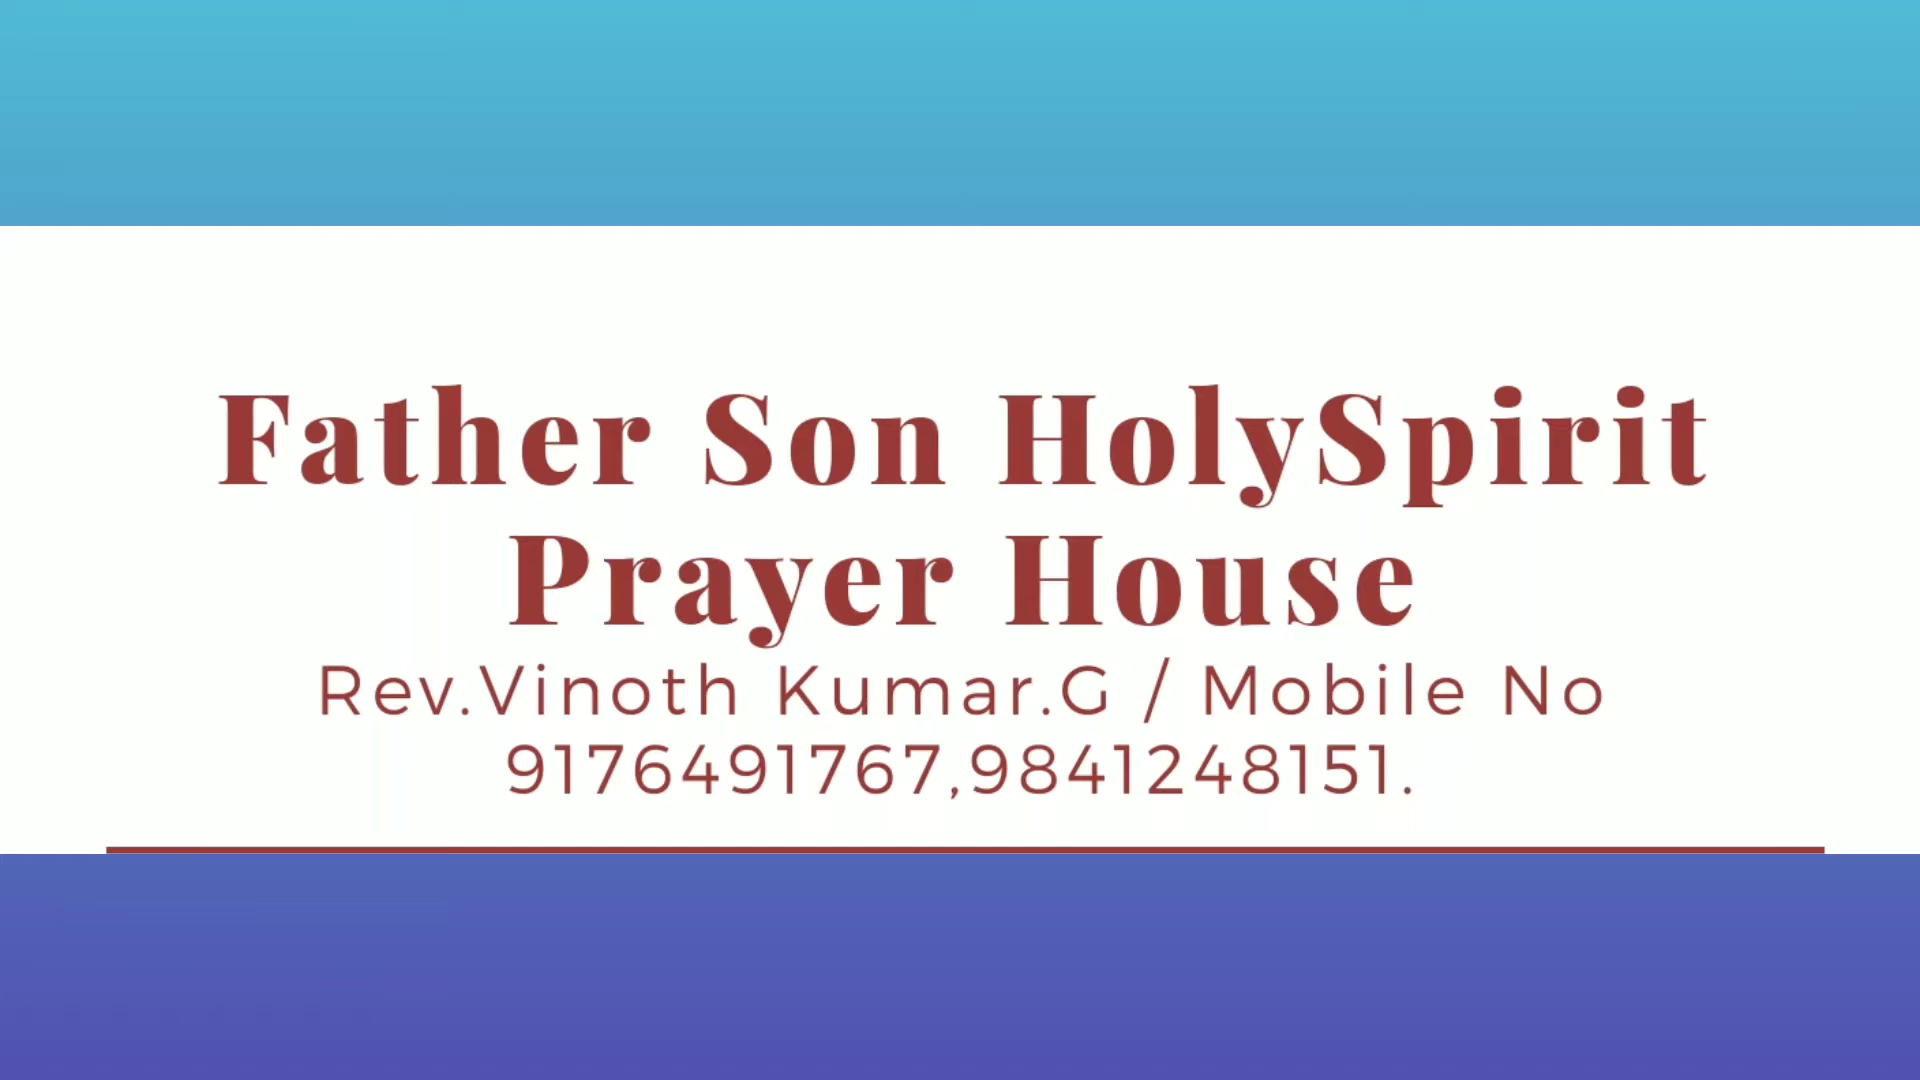 Father Son HolySpirit
Prayer House
Rev.Vinoth Kumar.G / Mobile No
9176491767,9841248151.